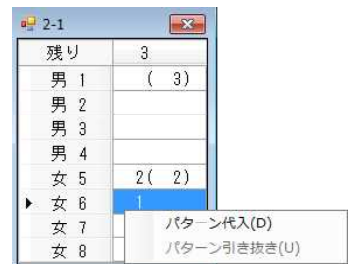 2-1
残り 3
男 1 ( 3)
男 2
男 3
男 4
女 5 2( 2)
女 6 1
女 7 パターン代入(D)
女 8 パターン引き抜き(U)